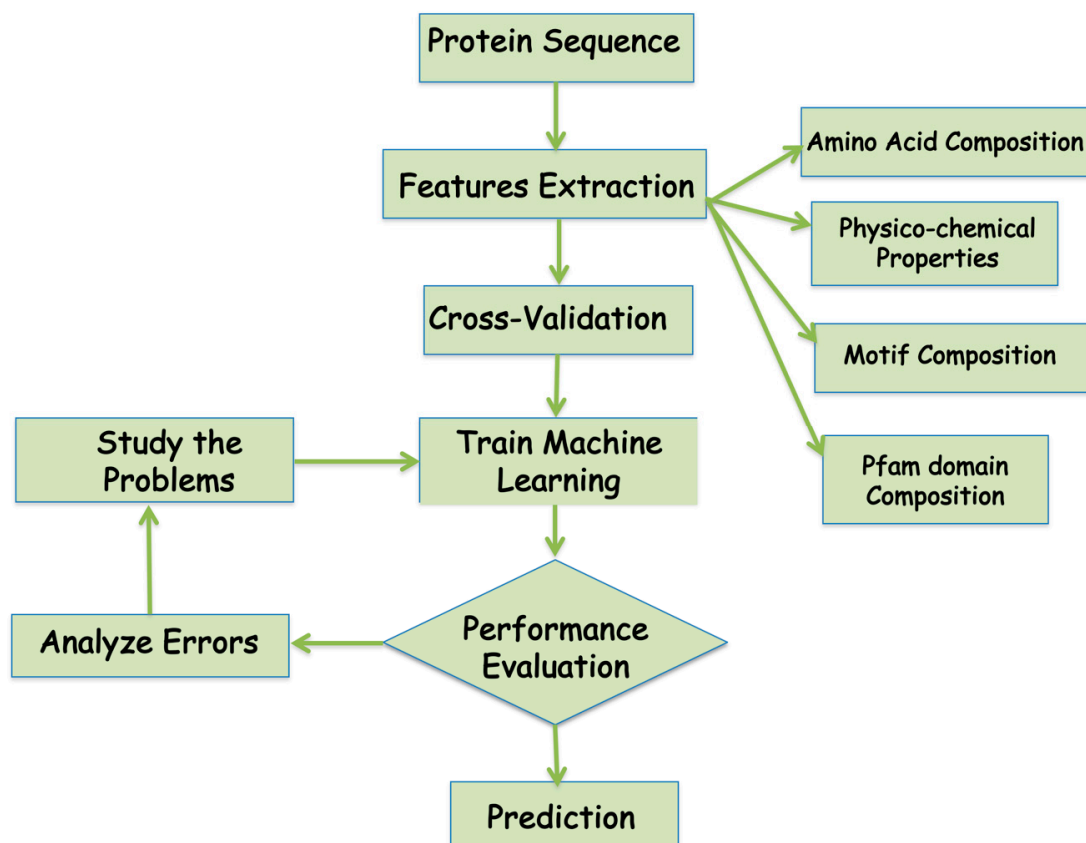 Protein Sequence
Features Extraction
Amino Acid Composition
Physico-chemical
Properties
Cross-Validation
Motif Composition
Study the
Problems
Train Machine
Learning
Pfam domain
Composition
Analyze Errors
Performance
Evaluation
Prediction